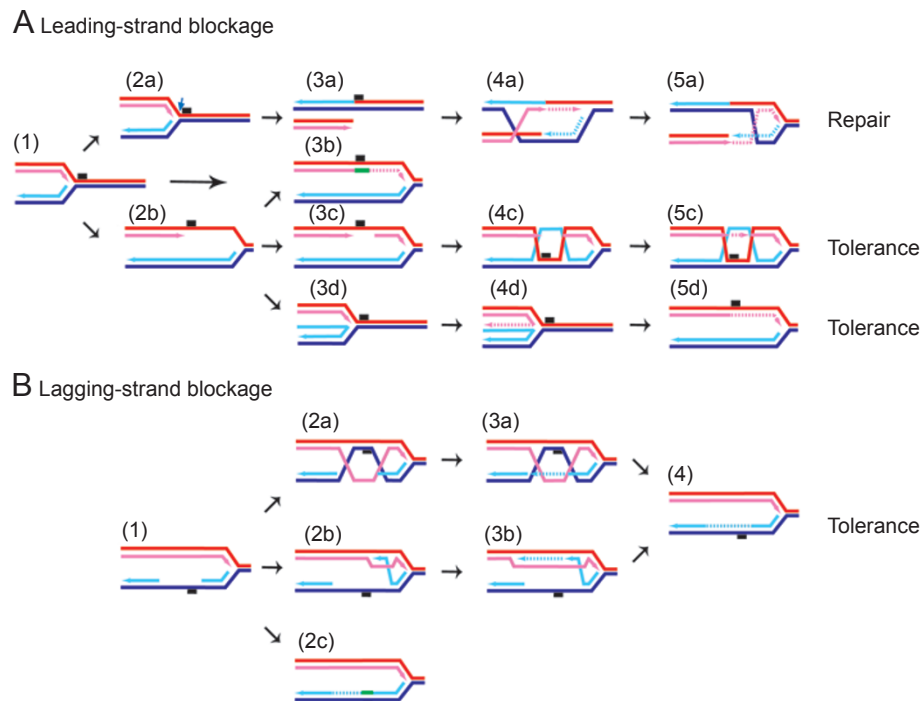 A Leading-strand blockage
(2a) (3a) (4a) (5a)
Repair
(1)
(3b)
(2b) (3c) (4c) (5c)
Tolerance
(3d) (4d) (5d)
Tolerance
B Lagging-strand blockage
(2a) (3a)
(4)
(1) (2b) (3b)
Tolerance
(2c)